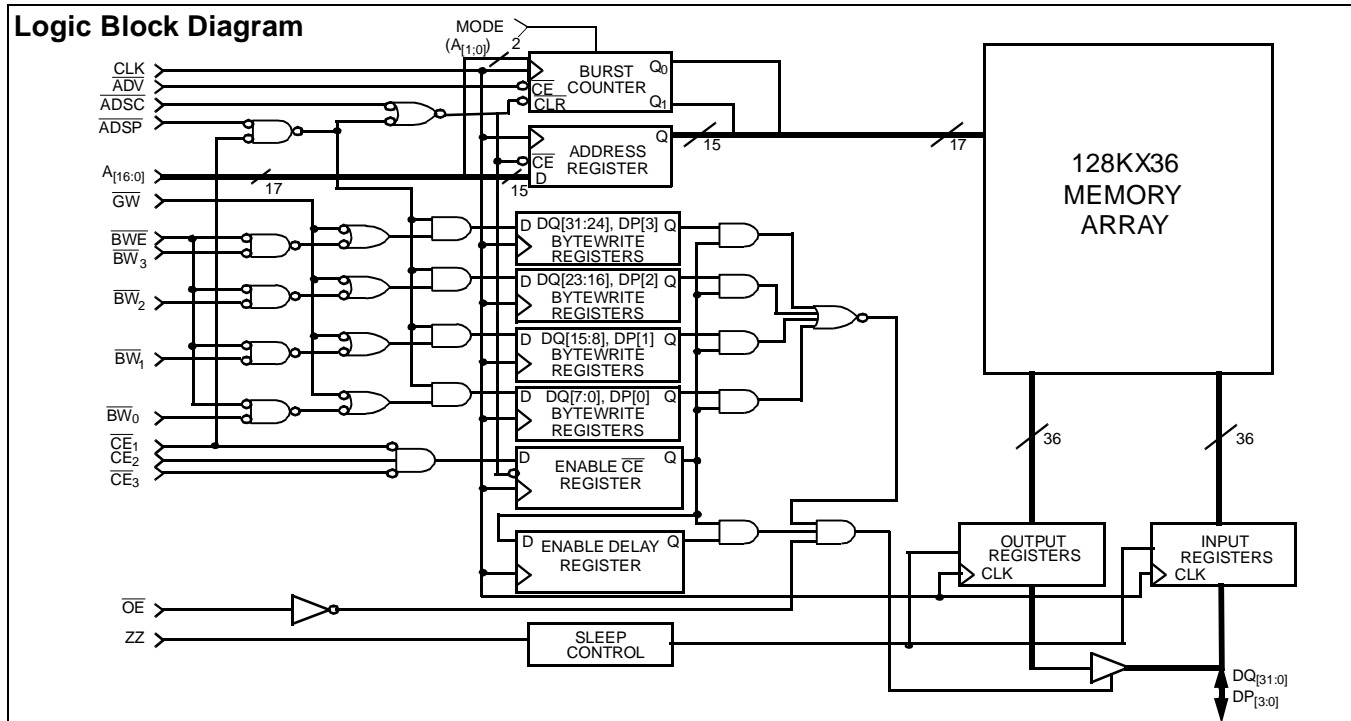 Logic Block Diagram
MODE
(A[1;0])
2
CLK
ADV
ADSC
ADSP
A[16:0]
GW
BWE
BW3
BW2
BW1
BW0
CE1
CE2
CE3
OE
ZZ
BURST
COUNTER
CE
CLR
Q0
Q1
ADDRESS
REGISTER
CE
D
Q
17
15
15
17
D DQ[31:24], DP[3] Q
BYTEWRITE
REGISTERS
D DQ[23:16], DP[2] Q
BYTEWRITE
REGISTERS
D DQ[15:8], DP[1] Q
BYTEWRITE
REGISTERS
D DQ[7:0], DP[0] Q
BYTEWRITE
REGISTERS
D ENABLE CE Q
REGISTER
D ENABLE DELAY Q
REGISTER
SLEEP
CONTROL
128KX36
MEMORY
ARRAY
36
36
OUTPUT
REGISTERS
CLK
INPUT
REGISTERS
CLK
DQ[31:0]
DP[3:0]